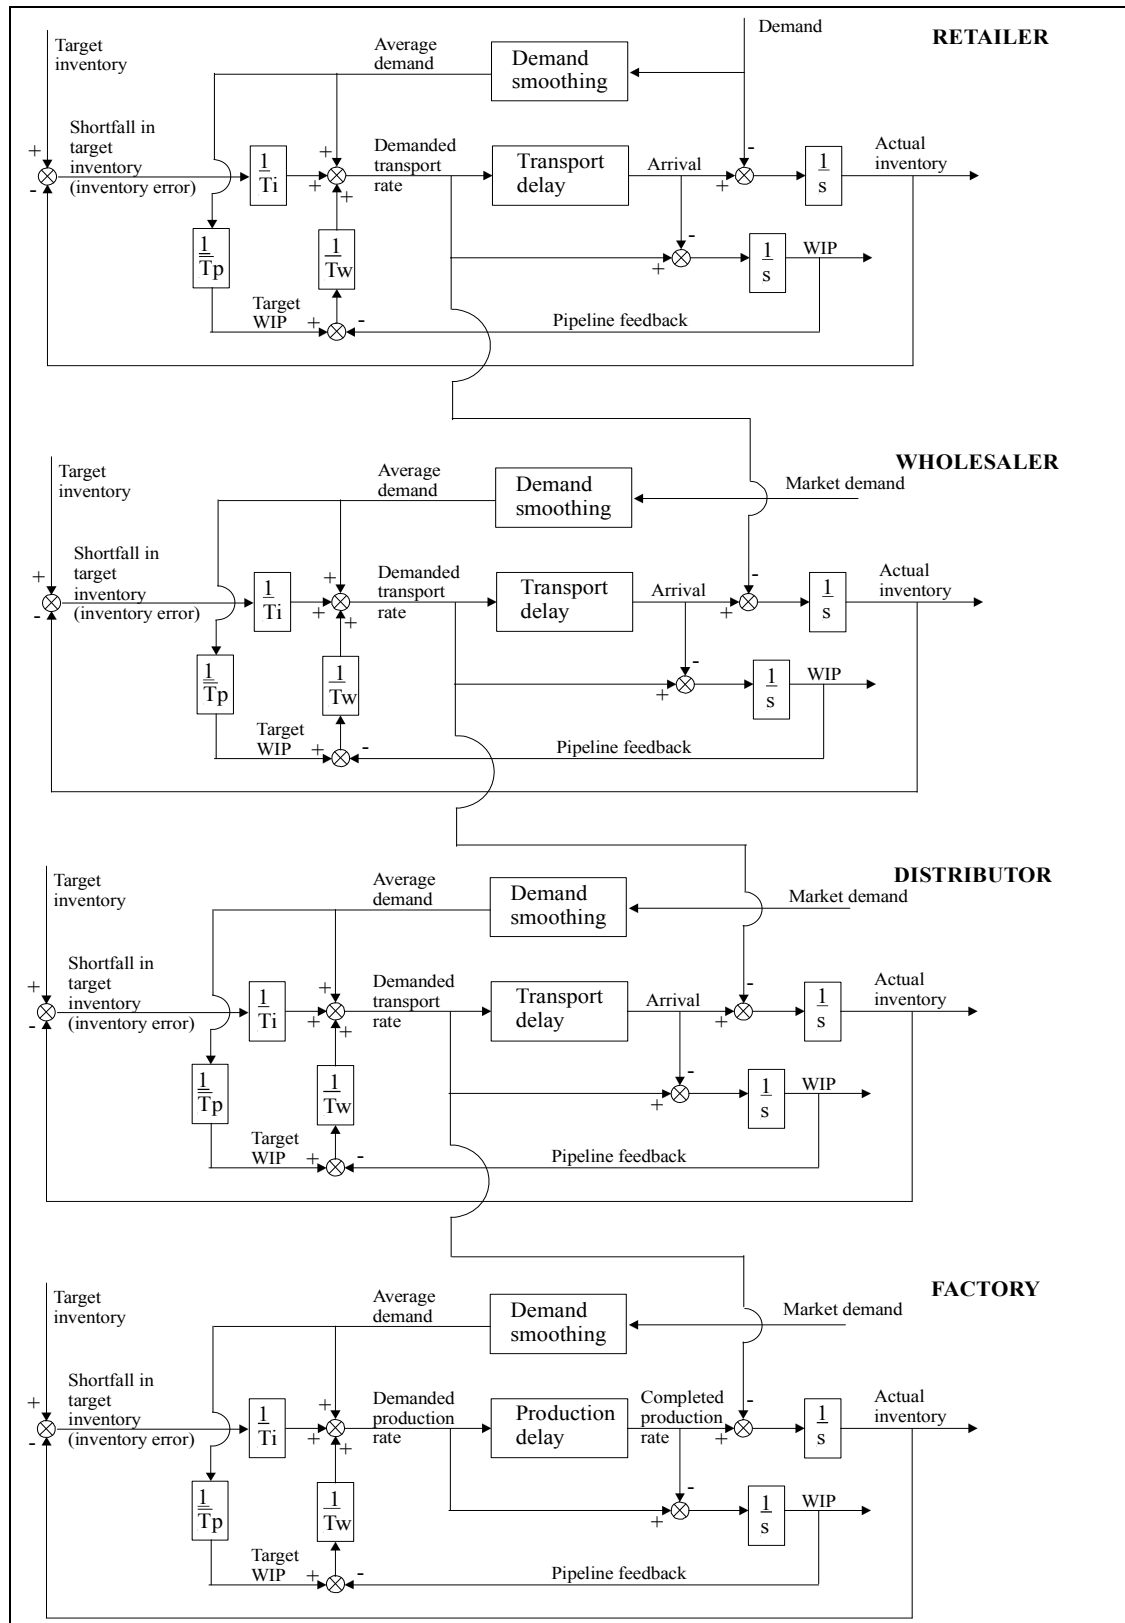 Demand
RETAILER
Target
inventory
Average
demand
Demand
smoothing
Shortfall in
target
inventory
(inventory error)
+
-
1
Ti
+
+
+
Demanded
transport
rate
Transport
delay
Arrival
-
+
1
s
Actual
inventory
1
Tp
1
Tw
-
+
1
s
WIP
Target
WIP
+
-
Pipeline feedback
WHOLESALER
Target
inventory
Average
demand
Demand
smoothing
Market demand
Shortfall in
target
inventory
(inventory error)
+
-
1
Ti
+
+
+
Demanded
transport
rate
Transport
delay
Arrival
-
+
1
s
Actual
inventory
1
Tp
1
Tw
-
+
1
s
WIP
Target
WIP
+
-
Pipeline feedback
DISTRIBUTOR
Target
inventory
Average
demand
Demand
smoothing
Market demand
Shortfall in
target
inventory
(inventory error)
+
-
1
Ti
+
+
+
Demanded
transport
rate
Transport
delay
Arrival
-
+
1
s
Actual
inventory
1
Tp
1
Tw
-
+
1
s
WIP
Target
WIP
+
-
Pipeline feedback
FACTORY
Target
inventory
Average
demand
Demand
smoothing
Market demand
Shortfall in
target
inventory
(inventory error)
+
-
1
Ti
+
+
+
Demanded
production
rate
Production
delay
Completed
production
rate
-
+
1
s
Actual
inventory
1
Tp
1
Tw
-
+
1
s
WIP
Target
WIP
+
-
Pipeline feedback